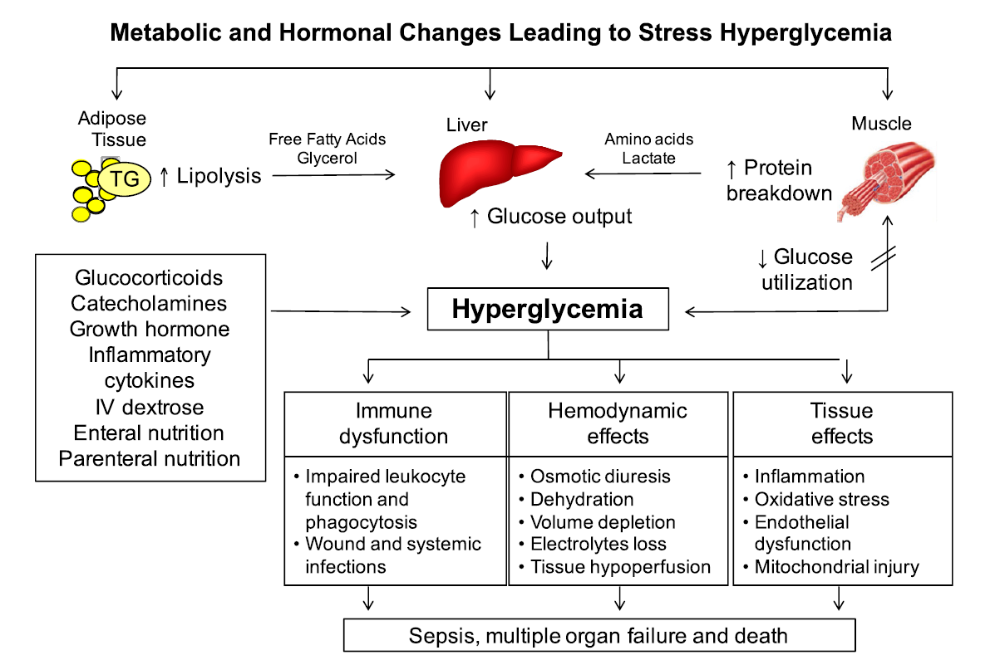 Metabolic and Hormonal Changes Leading to Stress Hyperglycemia
Adipose
Tissue
TG
↑ Lipolysis
Free Fatty Acids
Glycerol
Liver
↑ Glucose output
Amino acids
Lactate
Muscle
↑ Protein
breakdown
↓ Glucose
utilization
Glucocorticoids
Catecholamines
Growth hormone
Inflammatory
cytokines
IV dextrose
Enteral nutrition
Parenteral nutrition
Hyperglycemia
Immune
dysfunction
• Impaired leukocyte
function and
phagocytosis
• Wound and systemic
infections
Hemodynamic
effects
• Osmotic diuresis
• Dehydration
• Volume depletion
• Electrolytes loss
• Tissue hypoperfusion
Tissue
effects
• Inflammation
• Oxidative stress
• Endothelial
dysfunction
• Mitochondrial injury
Sepsis, multiple organ failure and death